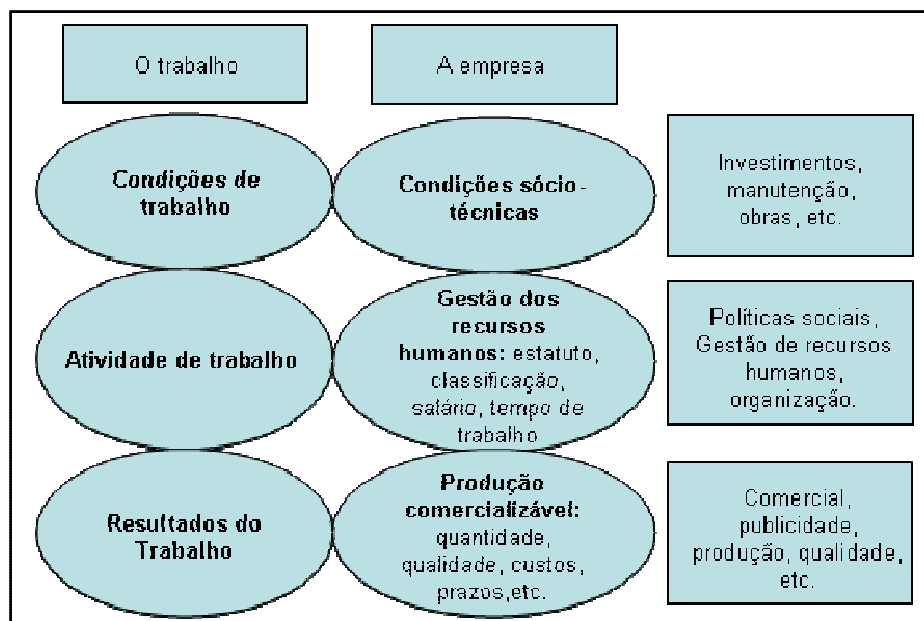 O trabalho
A empresa
Condições de
trabalho
Condições sócio-
técnicas
Investimentos,
manutenção,
obras, etc.
Atividade de trabalho
Gestão dos
recursos
humanos: estatuto,
classificação,
salário, tempo de
trabalho
Políticas sociais,
Gestão de recursos
humanos,
organização.
Resultados do
Trabalho
Produção
comercializável:
quantidade,
qualidade, custos,
prazos,etc.
Comercial,
publicidade,
produção, qualidade,
etc.